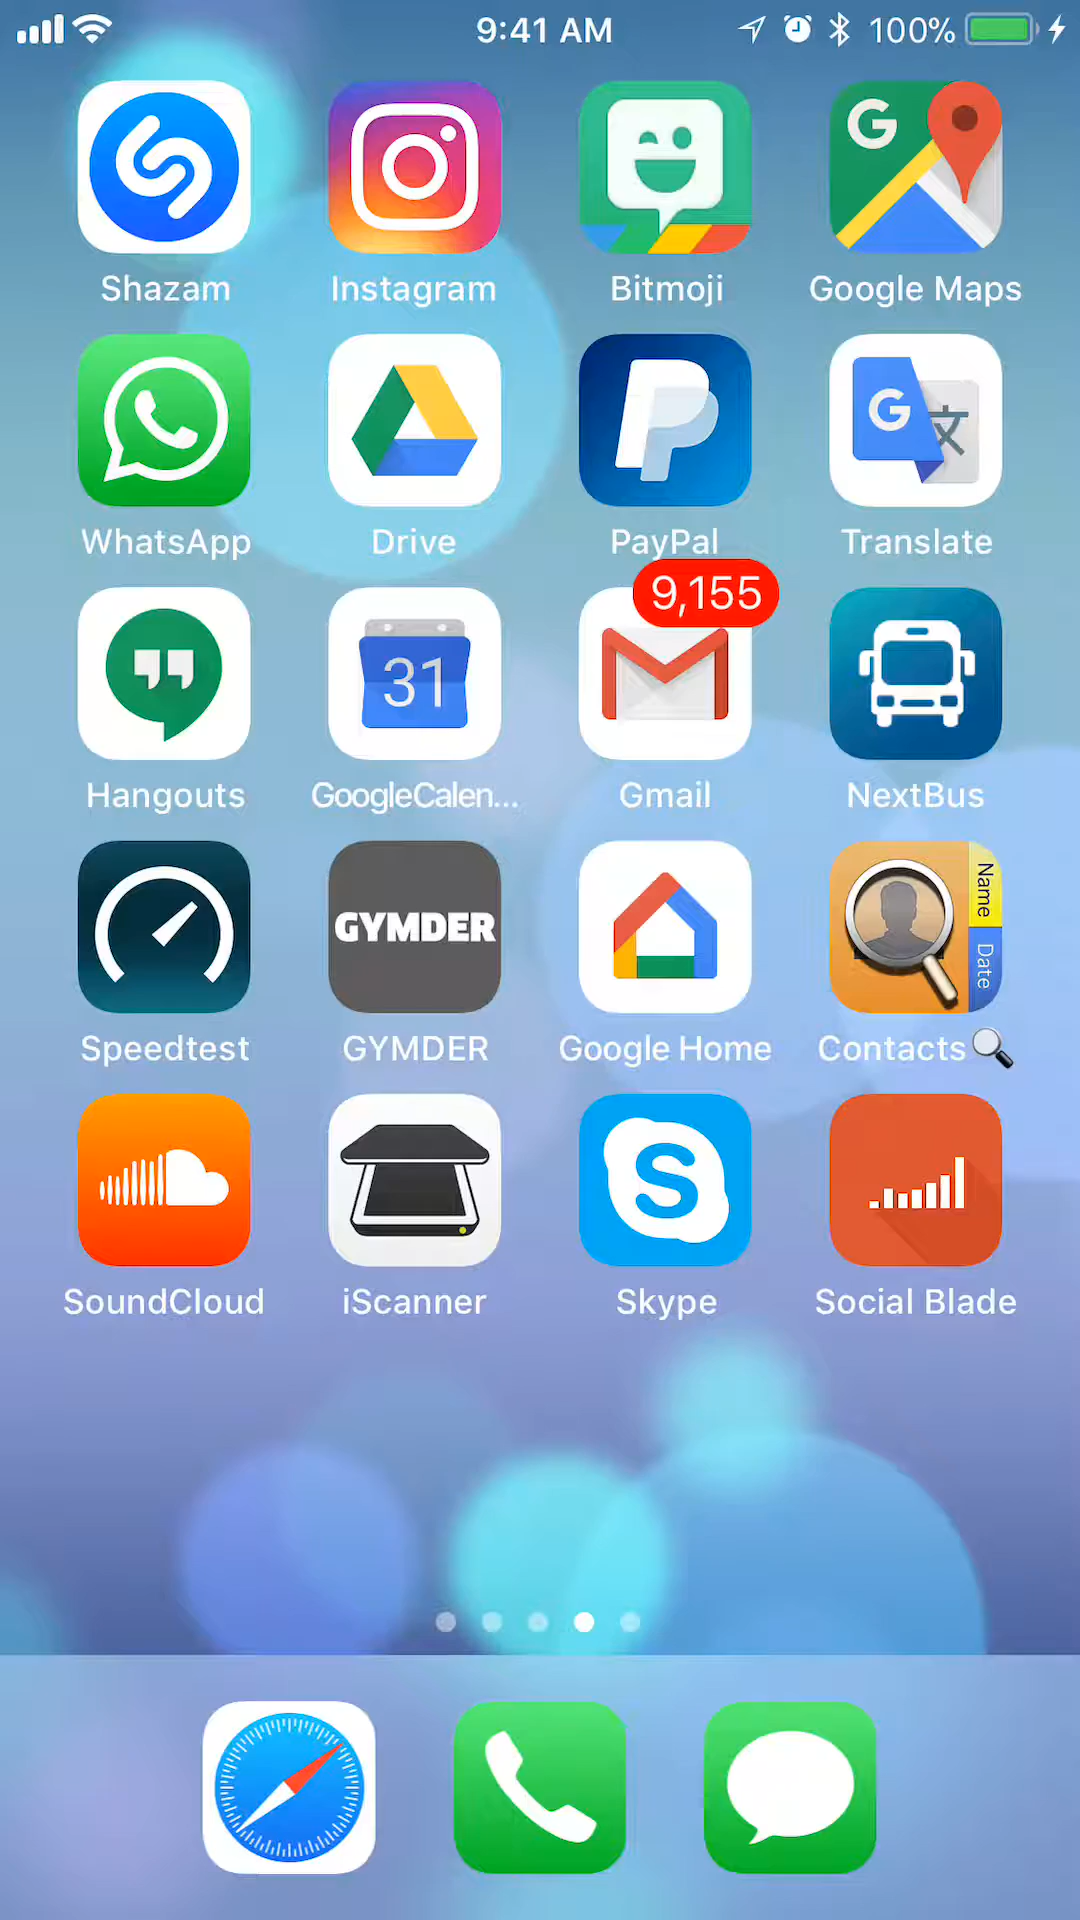 9:41 AM 100%
Shazam Instagram Bitmoji Google Maps
WhatsApp Drive PayPal Translate
9,155
31
Hangouts GoogleCalen... Gmail NextBus
GYMDER
Name
Date
Speedtest GYMDER Google Home Contacts🔍
SoundCloud iScanner Skype Social Blade